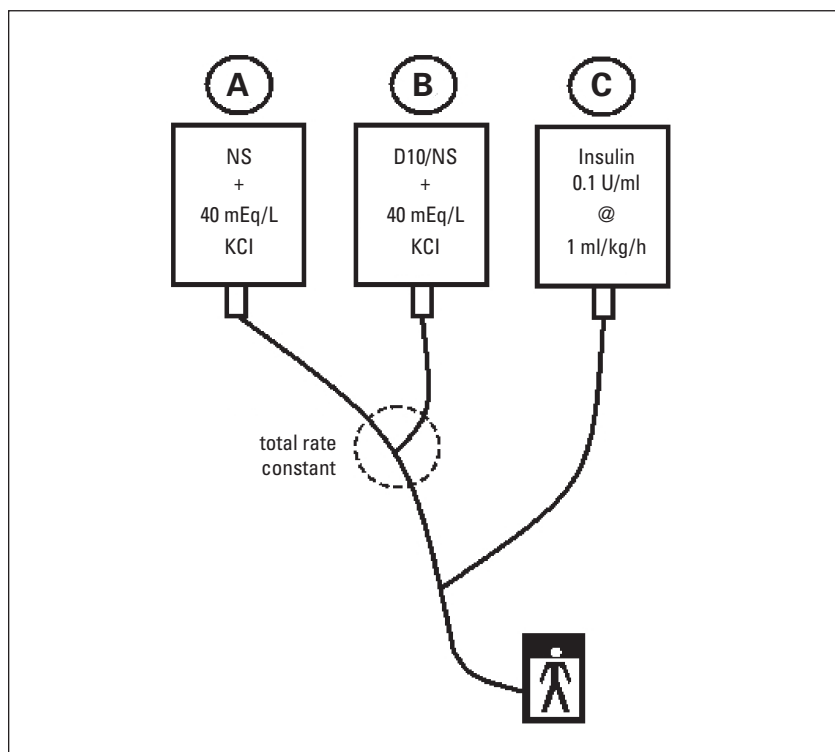 A
B
C
NS
+
40 mEq/L
KCl
D10/NS
+
40 mEq/L
KCl
Insulin
0.1 U/ml
@
1 ml/kg/h
total rate
constant